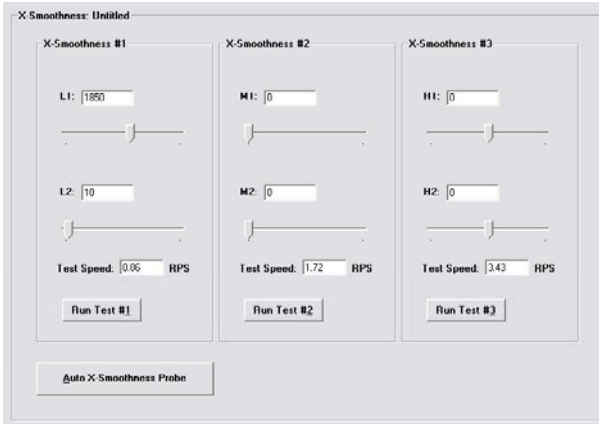 X-Smoothness: Untitled
X-Smoothness #1
L1: 1850
L2: 10
Test Speed: 0.86 RPS
Run Test #1
X-Smoothness #2
M1: 0
M2: 0
Test Speed: 1.72 RPS
Run Test #2
X-Smoothness #3
H1: 0
H2: 0
Test Speed: 3.43 RPS
Run Test #3
Auto X-Smoothness Probe